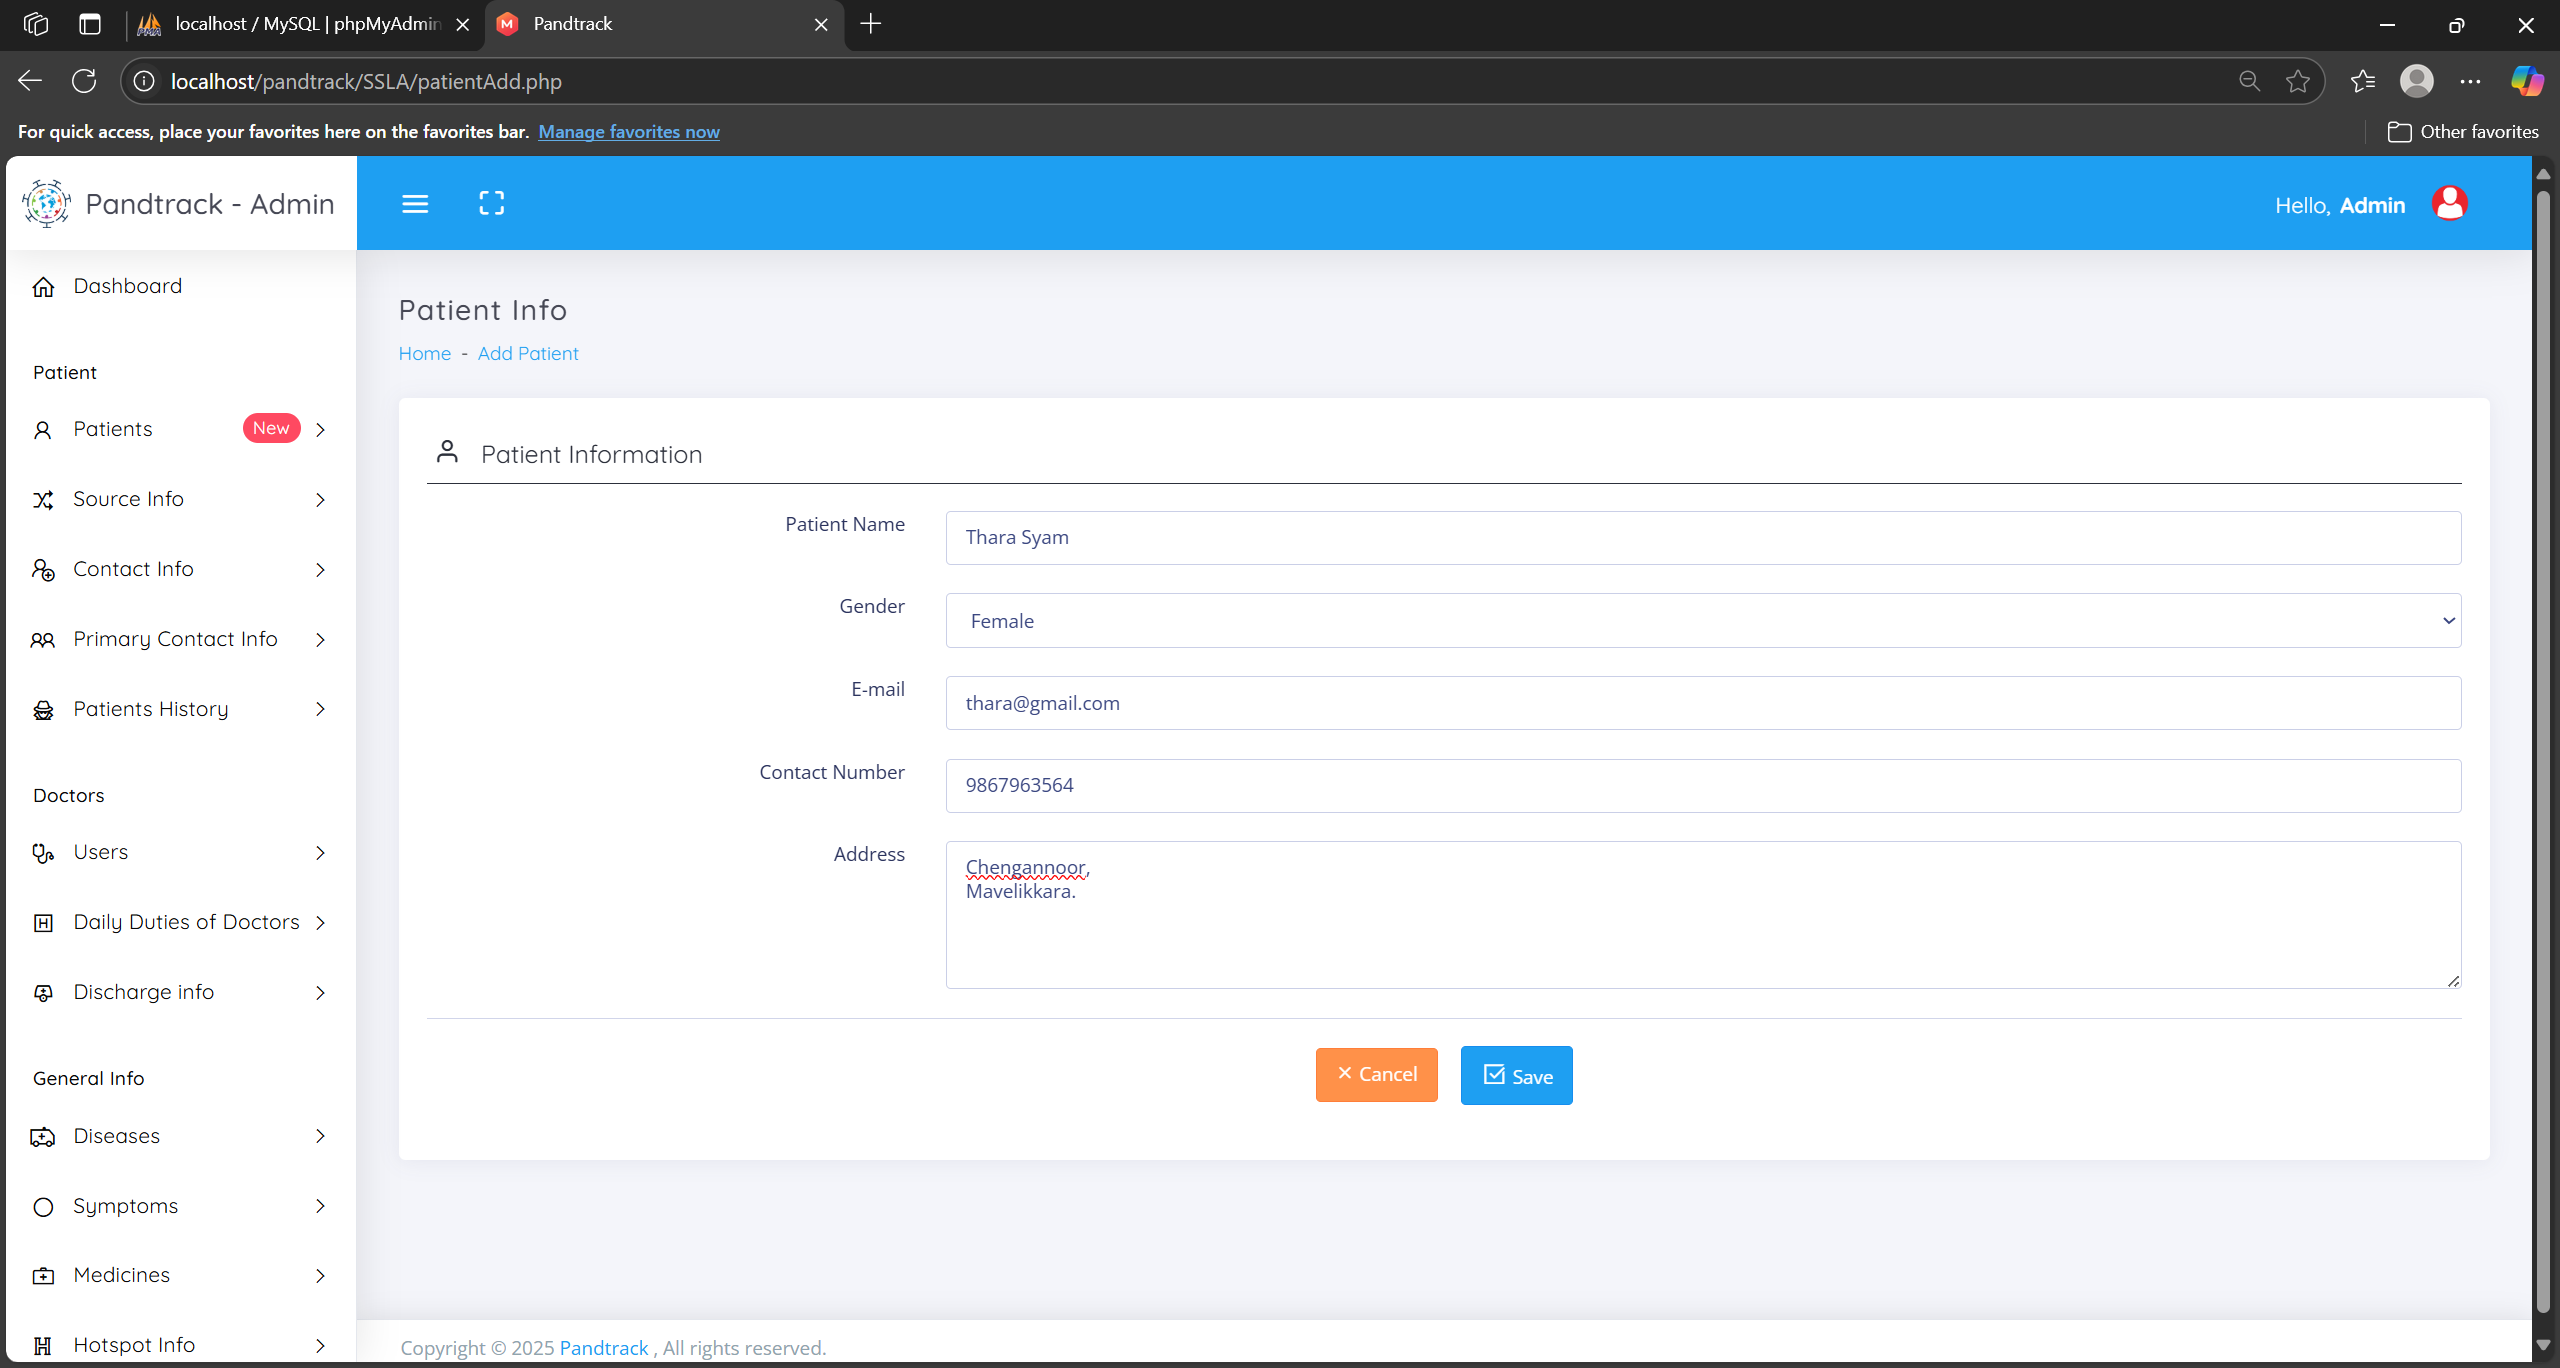 localhost / MySQL | phpMyAdmin
Pandtrack
localhost/pandtrack/SSLA/patientAdd.php
For quick access, place your favorites here on the favorites bar. Manage favorites now
Other favorites
Pandtrack - Admin
Hello, Admin
Dashboard
Patient
Patients New
Source Info
Contact Info
Primary Contact Info
Patients History
Doctors
Users
Daily Duties of Doctors
Discharge info
General Info
Diseases
Symptoms
Medicines
Hotspot Info
Patient Info
Home - Add Patient
Patient Information
Patient Name
Thara Syam
Gender
Female
E-mail
thara@gmail.com
Contact Number
9867963564
Address
Chengannoor,
Mavelikkara.
Cancel
Save
Copyright © 2025 Pandtrack , All rights reserved.